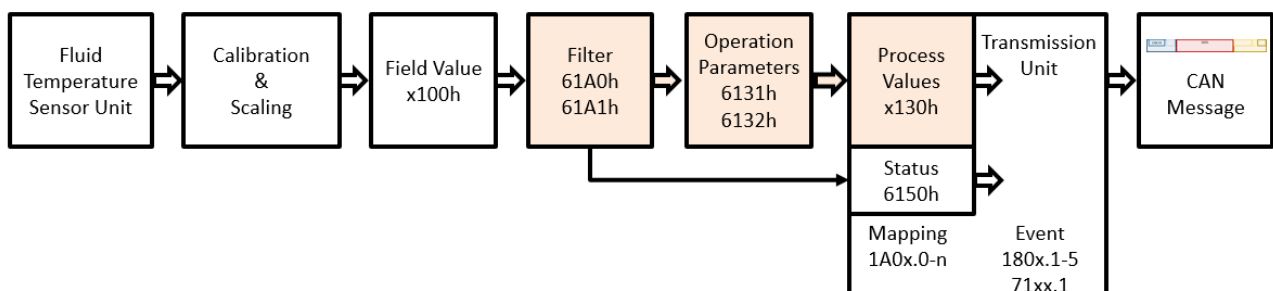 Fluid
Temperature
Sensor Unit
Calibration
&
Scaling
Field Value
x100h
Filter
61A0h
61A1h
Operation
Parameters
6131h
6132h
Process
Values
x130h
Transmission
Unit
CAN
Message
Status
6150h
Mapping
1A0x.0-n
Event
180x.1-5
71xx.1